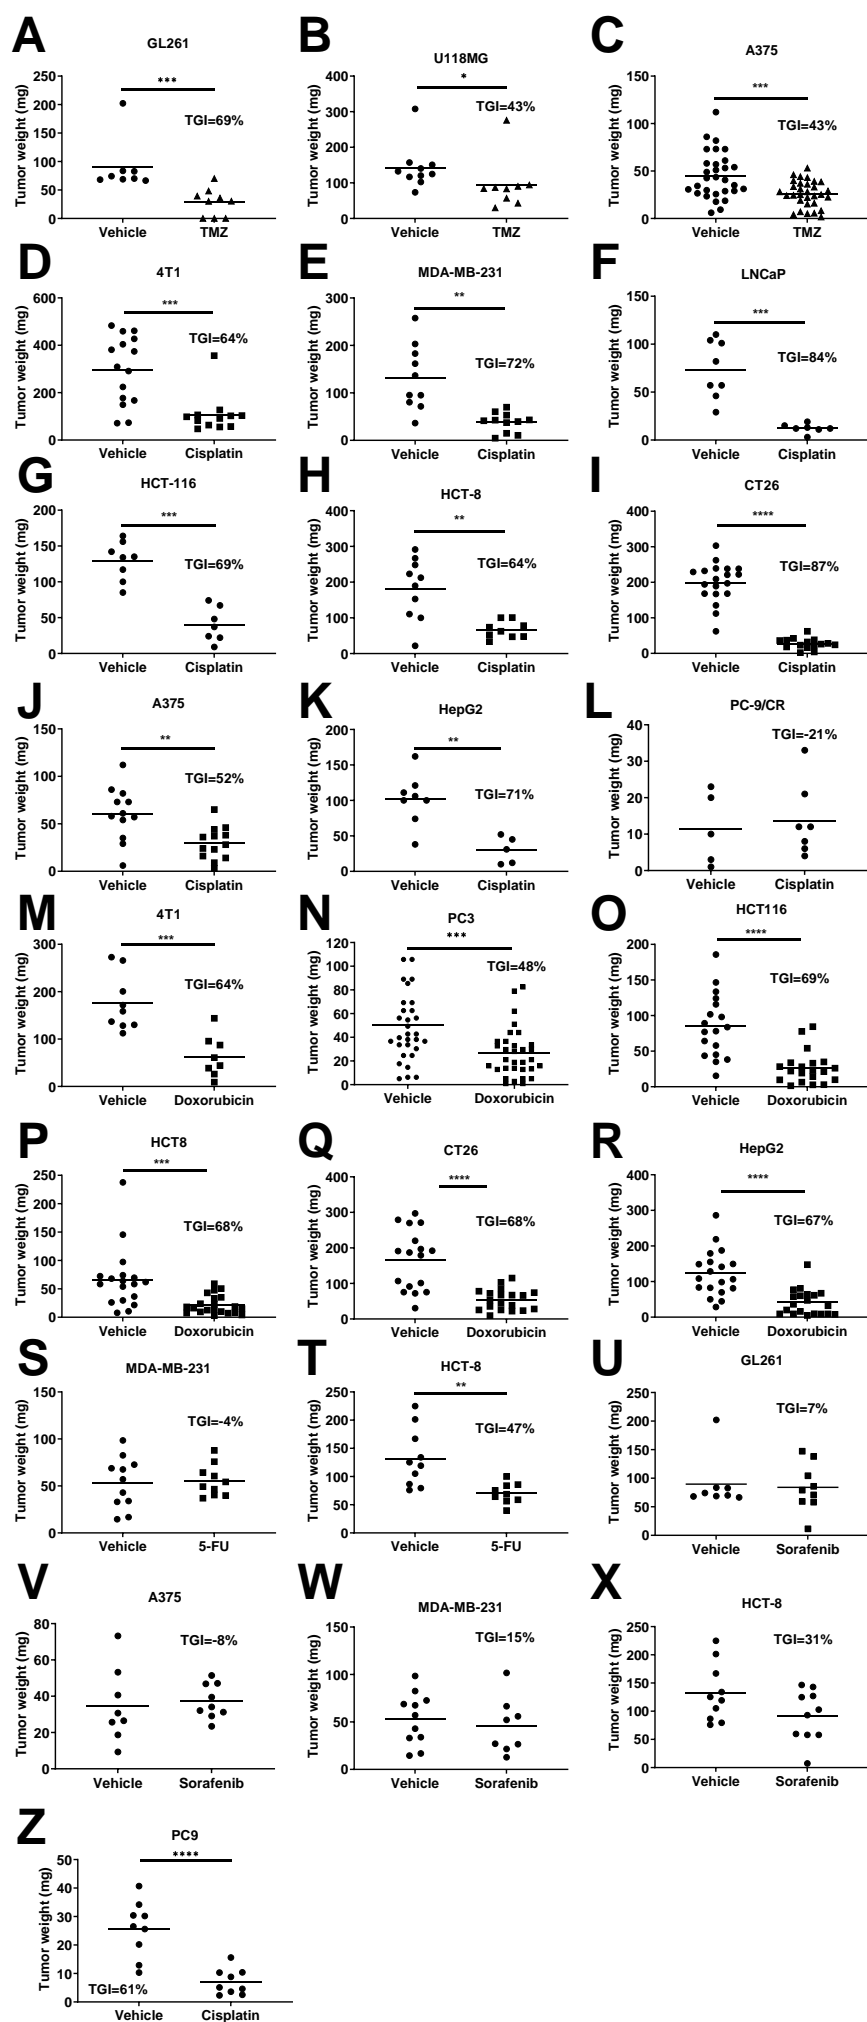 A
GL261
Tumor weight (mg)
250
200
150
100
50
0
***
TGI=69%
Vehicle TMZ
B
U118MG
Tumor weight (mg)
400
300
200
100
0
*
TGI=43%
Vehicle TMZ
C
A375
Tumor weight (mg)
150
100
50
0
***
TGI=43%
Vehicle TMZ
D
4T1
Tumor weight (mg)
600
400
200
0
***
TGI=64%
Vehicle Cisplatin
E
MDA-MB-231
Tumor weight (mg)
300
200
100
0
**
TGI=72%
Vehicle Cisplatin
F
LNCaP
Tumor weight (mg)
150
100
50
0
***
TGI=84%
Vehicle Cisplatin
G
HCT-116
Tumor weight (mg)
200
150
100
50
0
***
TGI=69%
Vehicle Cisplatin
H
HCT-8
Tumor weight (mg)
400
300
200
100
0
**
TGI=64%
Vehicle Cisplatin
I
CT26
Tumor weight (mg)
400
300
200
100
0
****
TGI=87%
Vehicle Cisplatin
J
A375
Tumor weight (mg)
150
100
50
0
**
TGI=52%
Vehicle Cisplatin
K
HepG2
Tumor weight (mg)
200
150
100
50
0
**
TGI=71%
Vehicle Cisplatin
L
PC-9/CR
Tumor weight (mg)
40
30
20
10
0
TGI=-21%
Vehicle Cisplatin
M
4T1
Tumor weight (mg)
300
200
100
0
***
TGI=64%
Vehicle Doxorubicin
N
PC3
Tumor weight (mg)
120
100
80
60
40
20
0
***
TGI=48%
Vehicle Doxorubicin
O
HCT116
Tumor weight (mg)
200
150
100
50
0
****
TGI=69%
Vehicle Doxorubicin
P
HCT8
Tumor weight (mg)
250
200
150
100
50
0
***
TGI=68%
Vehicle Doxorubicin
Q
CT26
Tumor weight (mg)
400
300
200
100
0
****
TGI=68%
Vehicle Doxorubicin
R
HepG2
Tumor weight (mg)
400
300
200
100
0
****
TGI=67%
Vehicle Doxorubicin
S
MDA-MB-231
Tumor weight (mg)
150
100
50
0
TGI=-4%
Vehicle 5-FU
T
HCT-8
Tumor weight (mg)
250
200
150
100
50
0
**
TGI=47%
Vehicle 5-FU
U
GL261
Tumor weight (mg)
250
200
150
100
50
0
TGI=7%
Vehicle Sorafenib
V
A375
Tumor weight (mg)
80
60
40
20
0
TGI=-8%
Vehicle Sorafenib
W
MDA-MB-231
Tumor weight (mg)
150
100
50
0
TGI=15%
Vehicle Sorafenib
X
HCT-8
Tumor weight (mg)
250
200
150
100
50
0
TGI=31%
Vehicle Sorafenib
Z
PC9
Tumor weight (mg)
50
40
30
20
10
0
****
TGI=61%
Vehicle Cisplatin